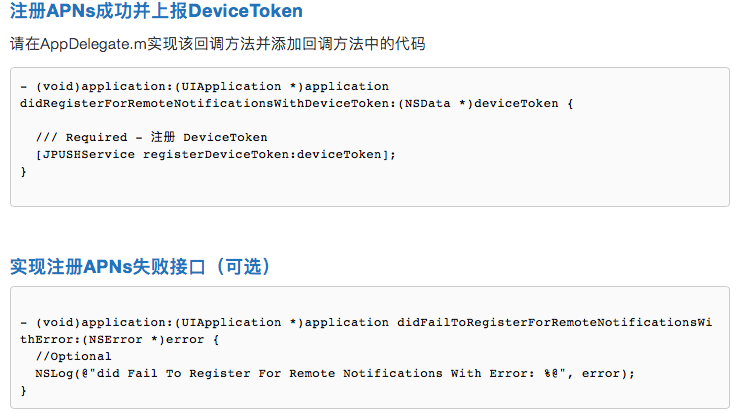 注册APNs成功并上报DeviceToken
请在AppDelegate.m实现该回调方法并添加回调方法中的代码
- (void)application:(UIApplication *)application
didRegisterForRemoteNotificationsWithDeviceToken:(NSData *)deviceToken {
/// Required - 注册 DeviceToken
[JPUSHService registerDeviceToken:deviceToken];
}
实现注册APNs失败接口（可选）
- (void)application:(UIApplication *)application didFailToRegisterForRemoteNotificationsWi
thError:(NSError *)error {
//Optional
NSLog(@"did Fail To Register For Remote Notifications With Error: %@", error);
}